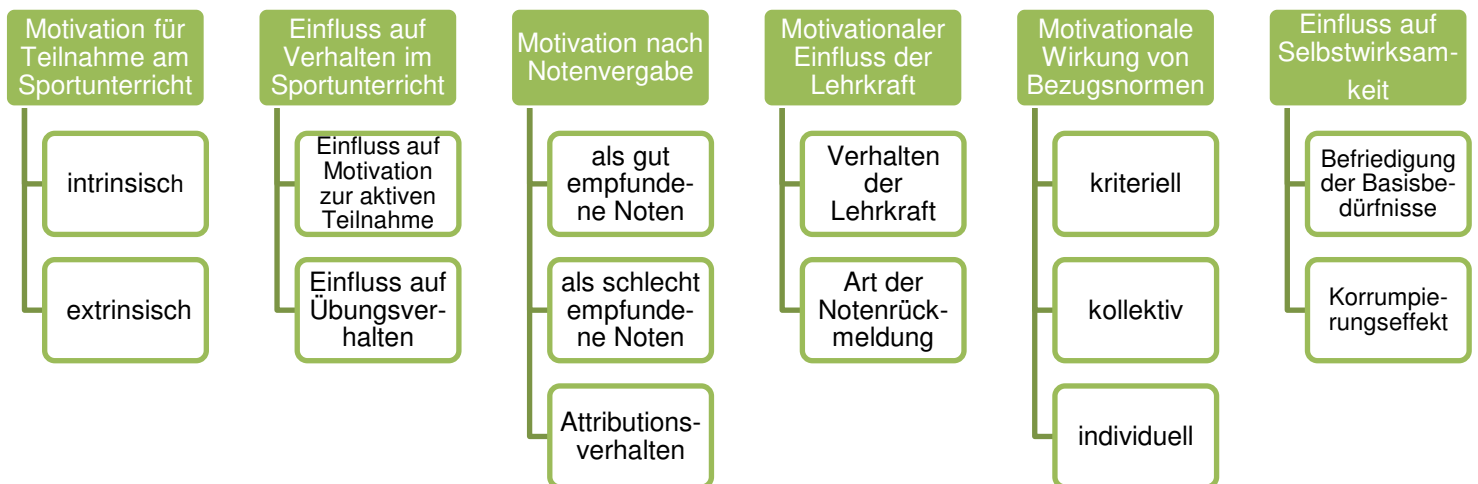 Motivation für
Teilnahme am
Sportunterricht
intrinsisch
extrinsisch
Einfluss auf
Verhalten im
Sportunterricht
Einfluss auf
Motivation
zur aktiven
Teilnahme
Einfluss auf
Übungsver-
halten
Motivation nach
Notenvergabe
als gut
empfunde-
ne Noten
als schlecht
empfunde-
ne Noten
Attributions-
verhalten
Motivationaler
Einfluss der
Lehrkraft
Verhalten
der
Lehrkraft
Art der
Notenrück-
meldung
Motivationale
Wirkung von
Bezugsnormen
kriteriell
kollektiv
individuell
Einfluss auf
Selbstwirksam-
keit
Befriedigung
der Basisbe-
dürfnisse
Korrumpie-
rungseffekt